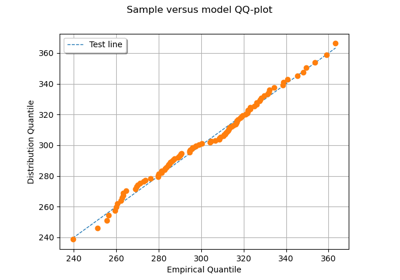 Sample versus model QQ-plot
Test line
Distribution Quantile
360
340
320
300
280
260
240
240 260 280 300 320 340 360
Empirical Quantile